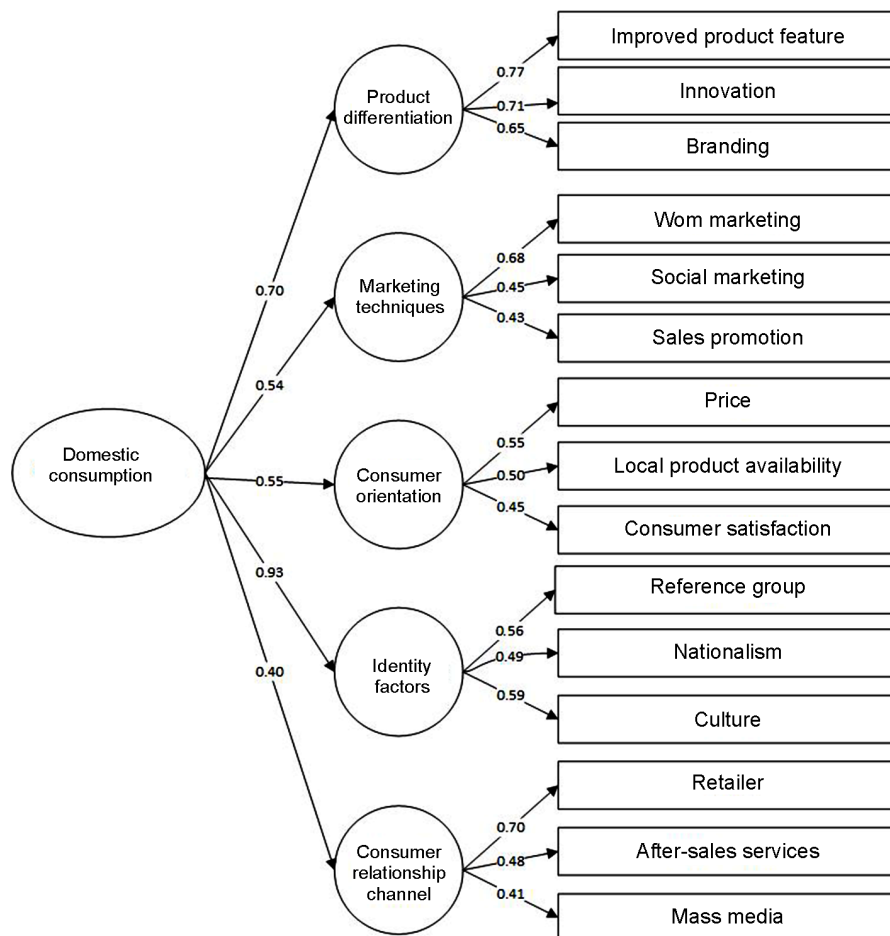 Improved product feature
0.77
Product
differentiation
0.71
Innovation
0.65
Branding
Wom marketing
0.68
0.70
Marketing
techniques
0.45
Social marketing
0.43
Sales promotion
0.54
Price
0.55
Domestic
consumption
0.55
Consumer
orientation
0.50
Local product availability
0.45
Consumer satisfaction
0.93
Reference group
0.56
0.49
Nationalism
0.40
Identity
factors
0.59
Culture
Retailer
0.70
Consumer
relationship
channel
0.48
After-sales services
0.41
Mass media